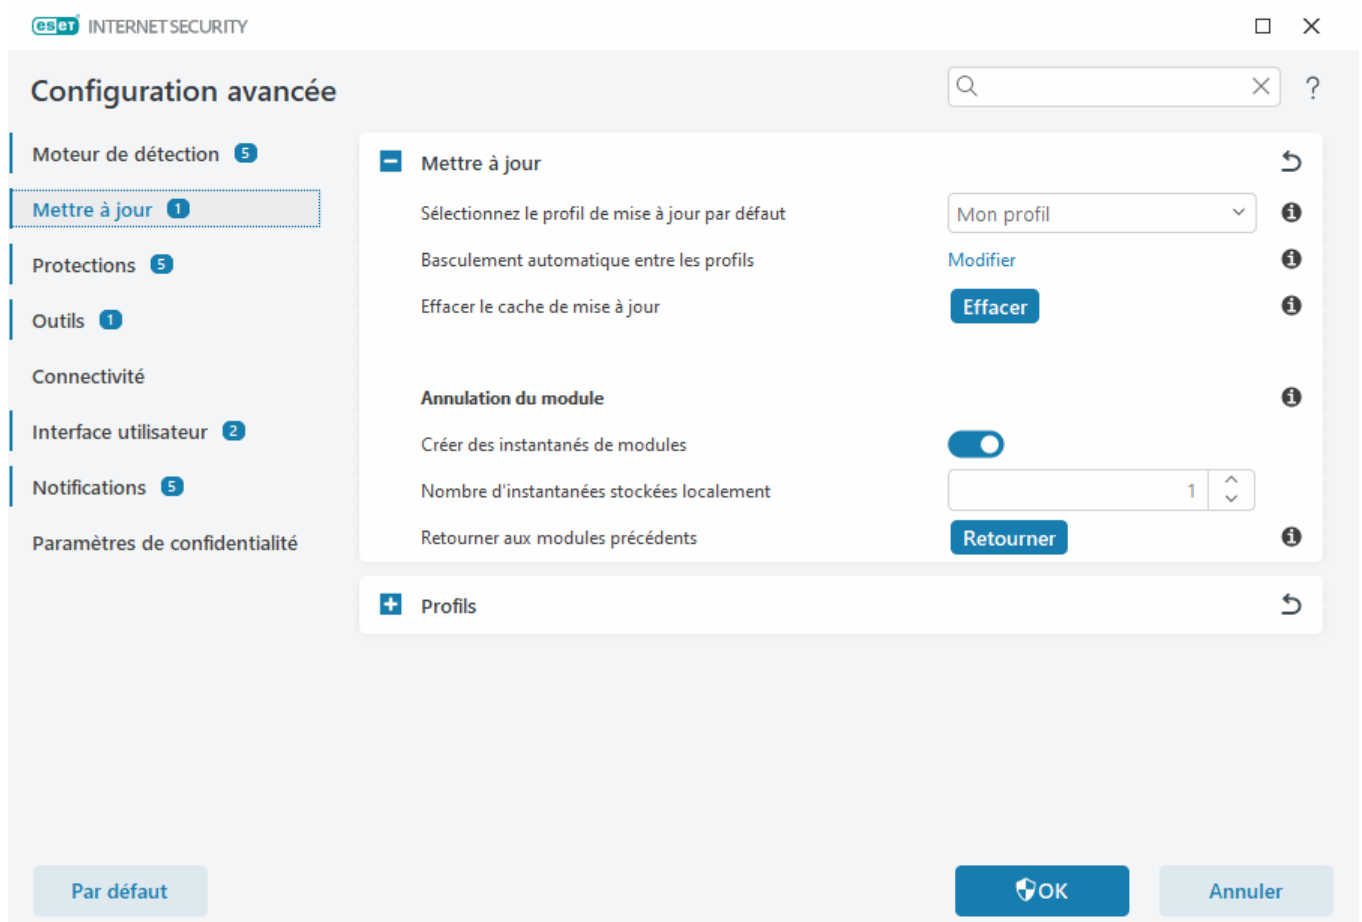 eset INTERNET SECURITY
Configuration avancée
?
Moteur de détection 5
Mettre à jour 1
Protections 5
Outils 1
Connectivité
Interface utilisateur 2
Notifications 5
Paramètres de confidentialité
Mettre à jour
Sélectionnez le profil de mise à jour par défaut
Mon profil
Basculement automatique entre les profils
Modifier
Effacer le cache de mise à jour
Effacer
Annulation du module
Créer des instantanés de modules
Nombre d'instantanées stockées localement
1
Retourner aux modules précédents
Retourner
Profils
Par défaut
OK
Annuler